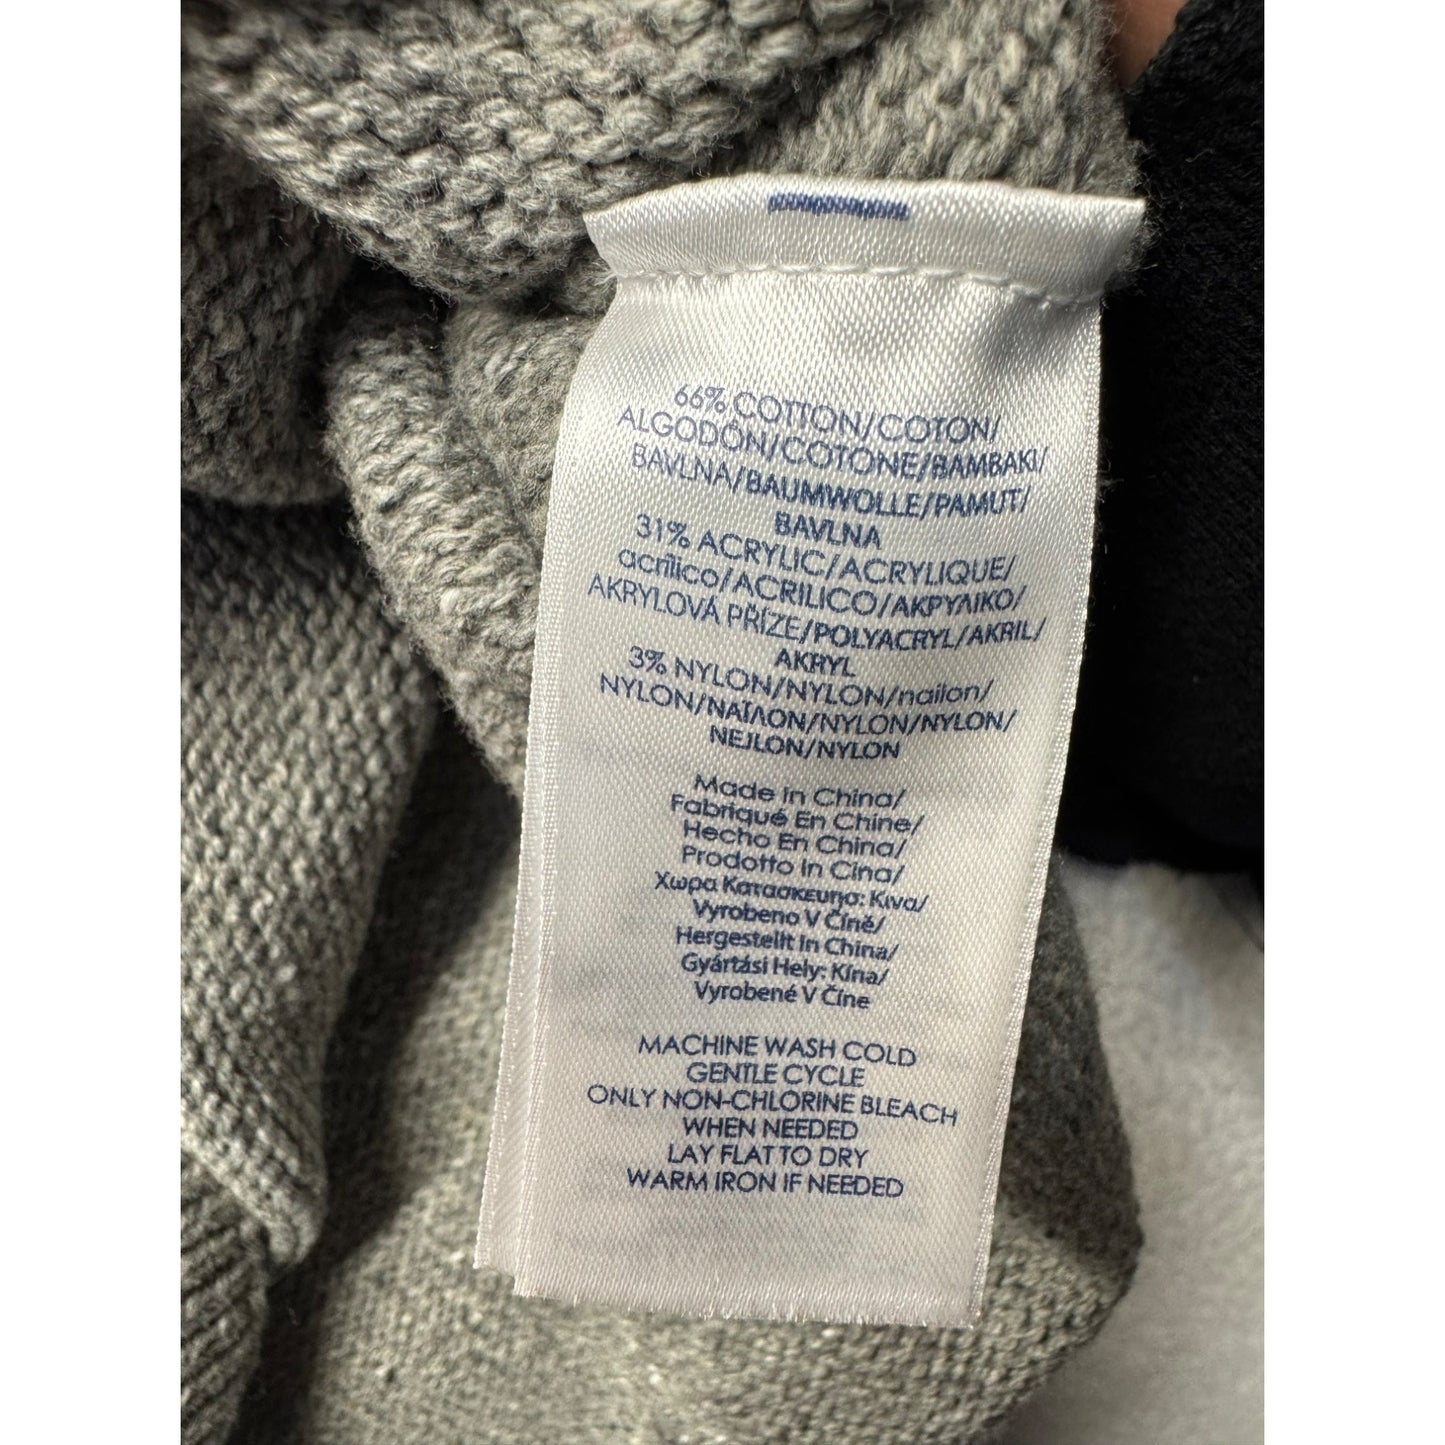 66% COTTON/COTON/
ALGODÓN/COTONE/BAMBAKI/
BAVLNA/BAUMWOLLE/PAMUT/
BAVLNA
31% ACRYLIC/ACRYLIQUE/
acrílico/ACRILICO/ΑΚΡΥΛΙΚΟ/
AKRYLOVÁ PŘÍZE/POLYACRYL/AKRIL/
AKRYL
3% NYLON/NYLON/nailon/
NYLON/ΝΑΪΛΟΝ/NYLON/NYLON/
NEJLON/NYLON
Made In China/
Fabriqué En Chine/
Hecho En China/
Prodotto In Cina/
Χωρα Κατασκευησ: Κινα/
Vyrobeno V Číně/
Hergestellt In China/
Gyártási Hely: Kína/
Vyrobené V Číne
MACHINE WASH COLD
GENTLE CYCLE
ONLY NON-CHLORINE BLEACH
WHEN NEEDED
LAY FLAT TO DRY
WARM IRON IF NEEDED